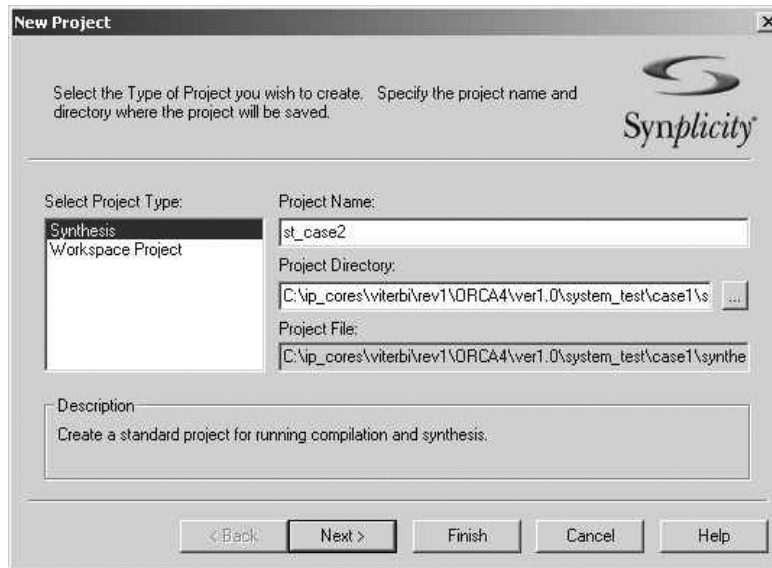 New Project
Select the Type of Project you wish to create. Specify the project name and
directory where the project will be saved.
Synplicity®
Select Project Type:
Synthesis
Workspace Project
Project Name:
st_case2
Project Directory:
C:\ip_cores\viterbi\rev1\ORCA4\ver1.0\system_test\case1\s
...
Project File:
C:\ip_cores\viterbi\rev1\ORCA4\ver1.0\system_test\case1\synthe
Description
Create a standard project for running compilation and synthesis.
< Back
Next >
Finish
Cancel
Help